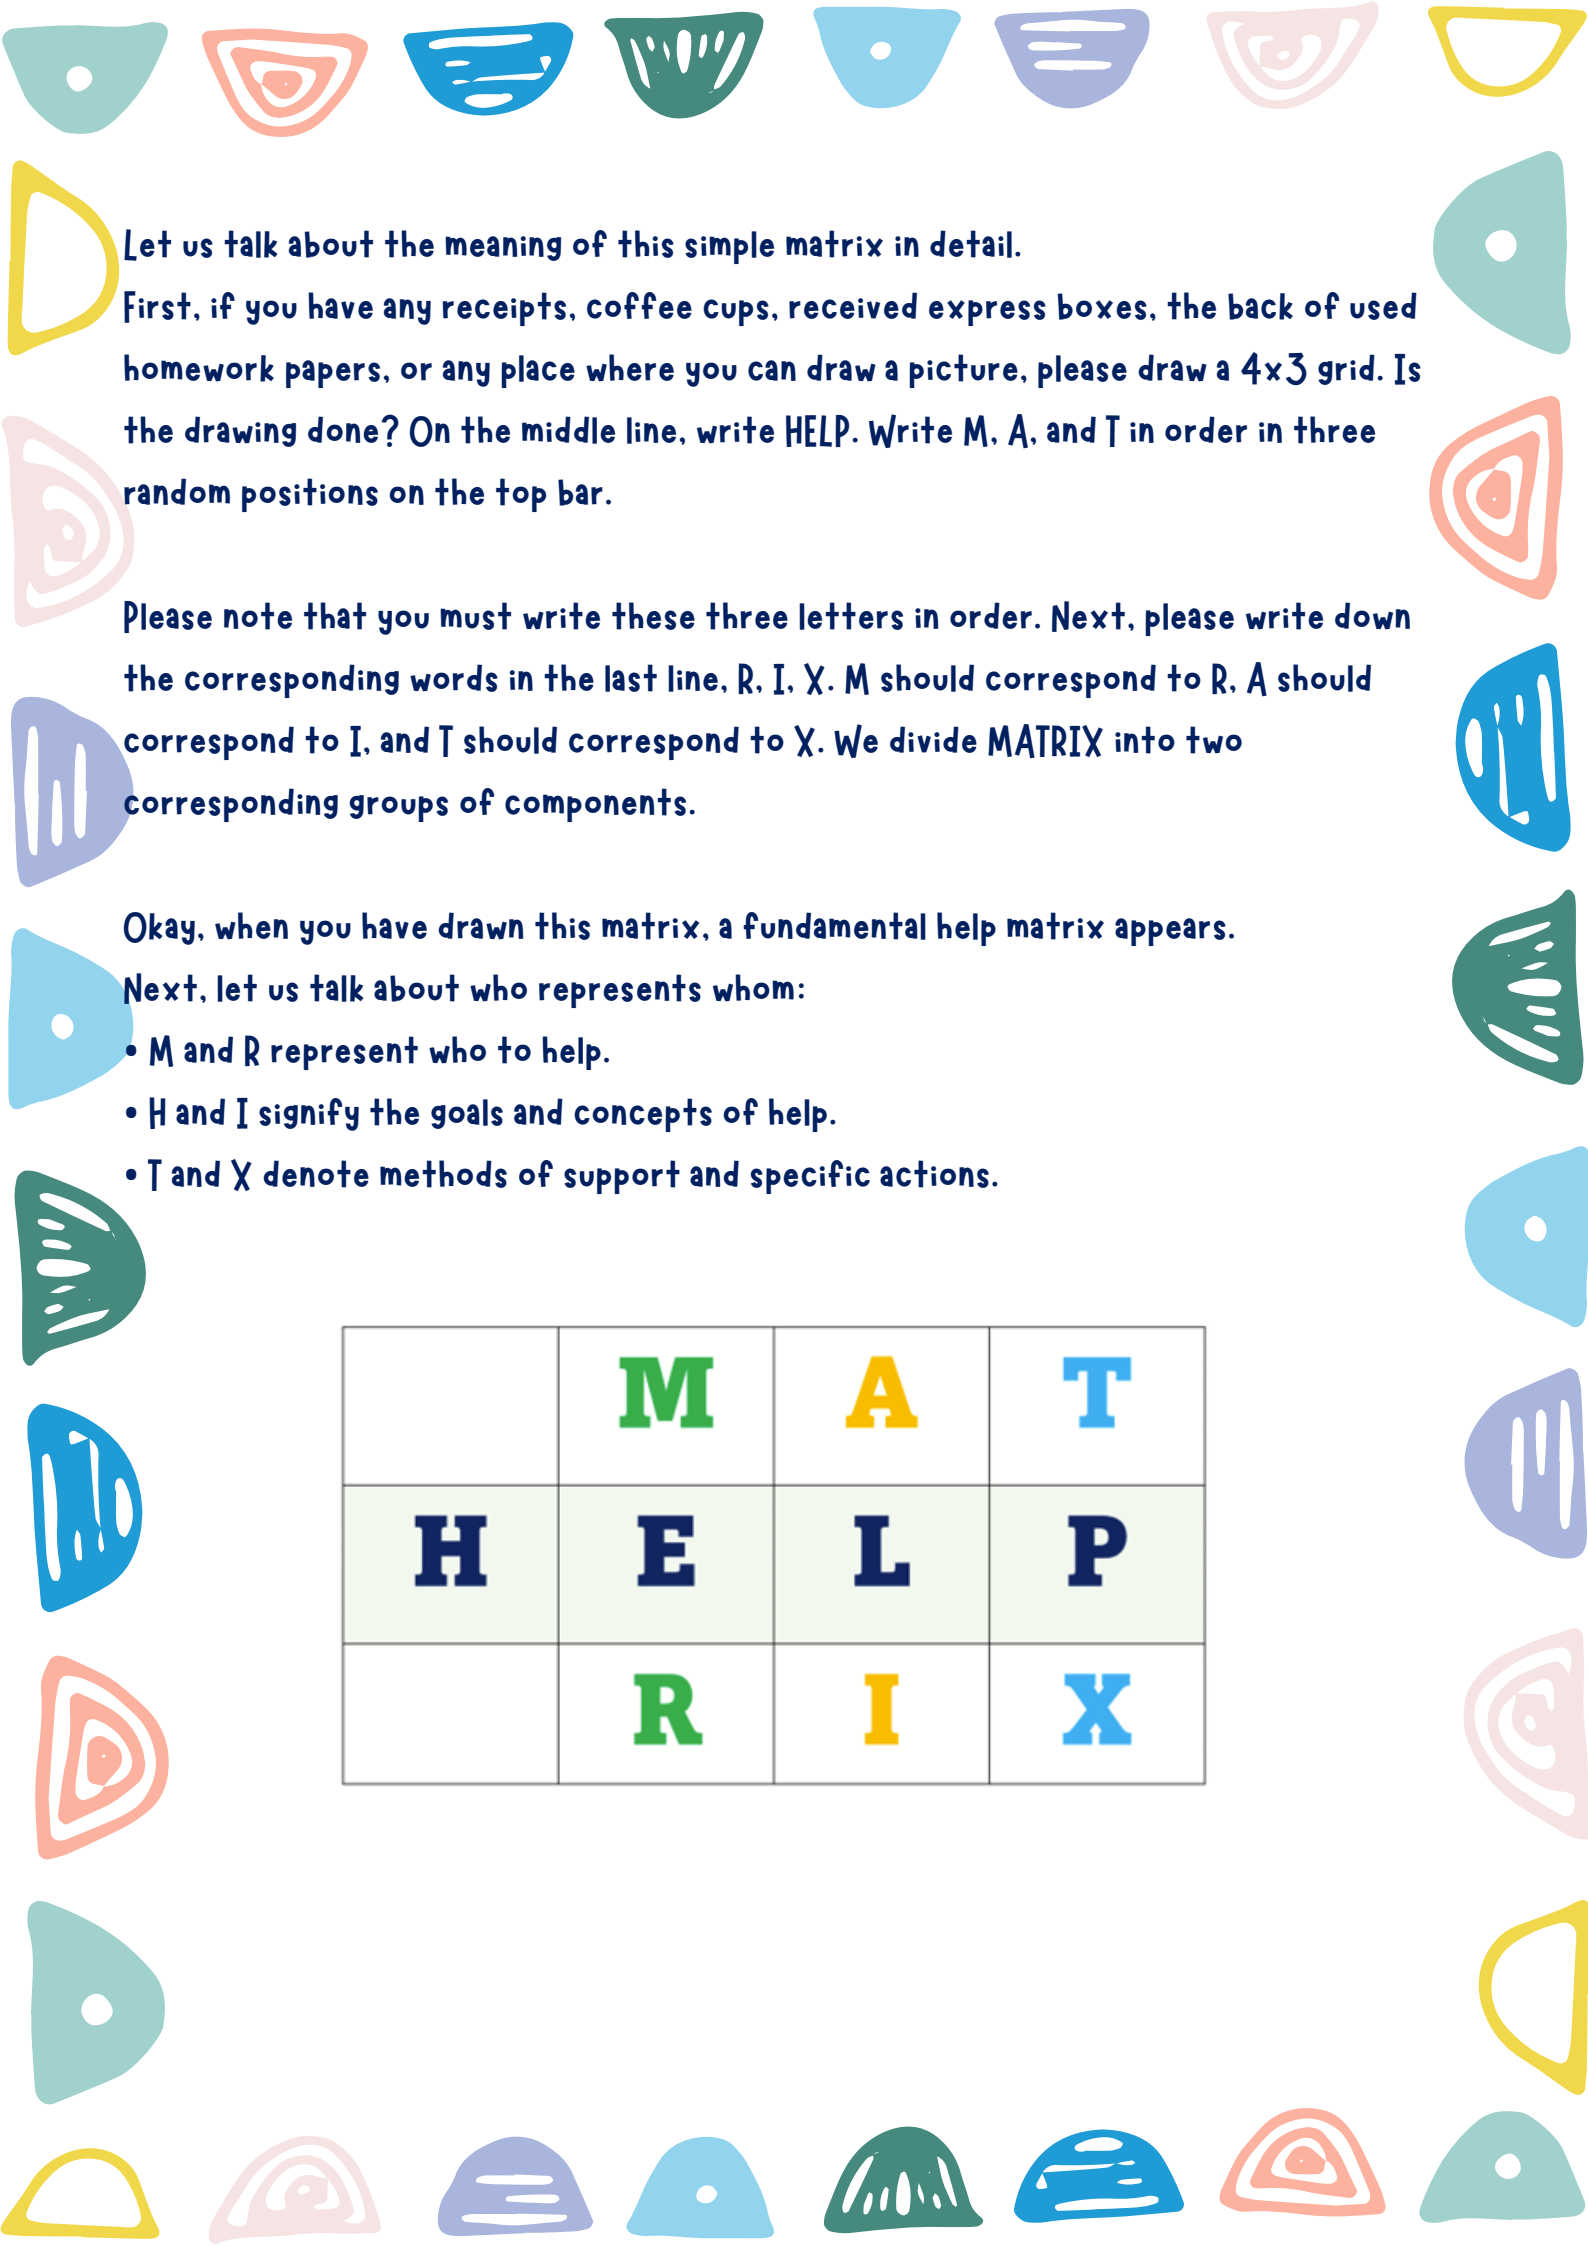 Let us talk about the meaning of this simple matrix in detail.
First, if you have any receipts, coffee cups, received express boxes, the back of used
homework papers, or any place where you can draw a picture, please draw a 4x3 grid. Is
the drawing done? On the middle line, write HELP. Write M, A, and T in order in three
random positions on the top bar.
Please note that you must write these three letters in order. Next, please write down
the corresponding words in the last line, R, I, X. M should correspond to R, A should
correspond to I, and T should correspond to X. We divide MATRIX into two
corresponding groups of components.
Okay, when you have drawn this matrix, a fundamental help matrix appears.
Next, let us talk about who represents whom:
• M and R represent who to help.
• H and I signify the goals and concepts of help.
• T and X denote methods of support and specific actions.
M A T
H E L P
R I X